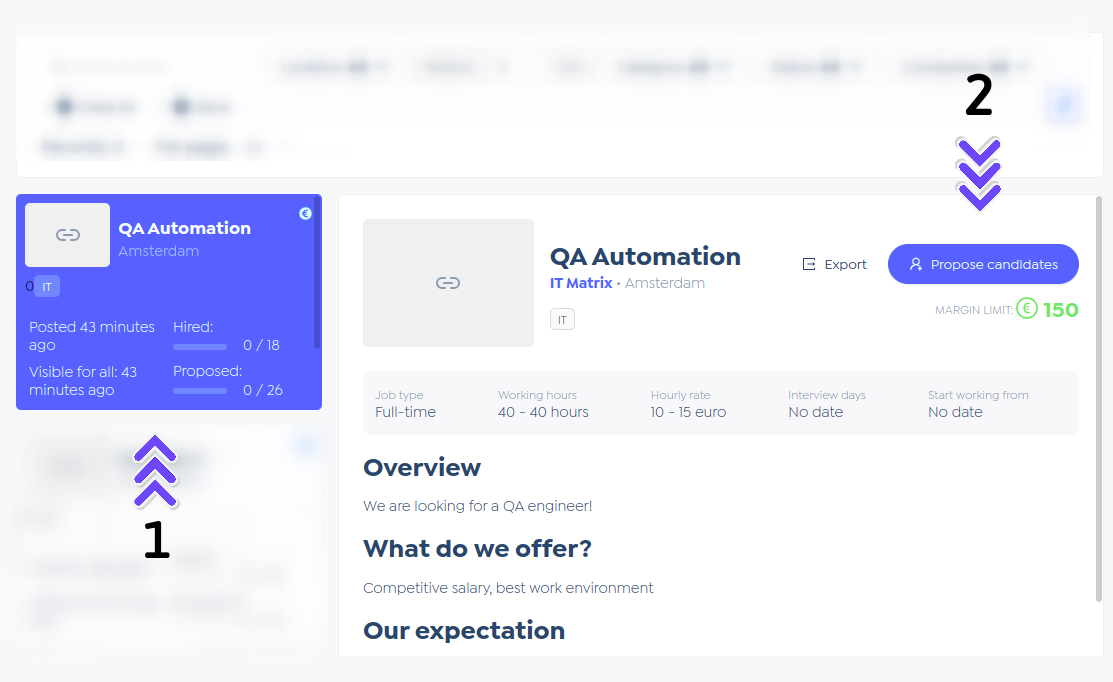 2
QA Automation
Amsterdam
0 IT
Posted 43 minutes ago
Hired:
0 / 18
Visible for all: 43 minutes ago
Proposed:
0 / 26
1
QA Automation
IT Matrix • Amsterdam
IT
Export
Propose candidates
MARGIN LIMIT: € 150
Job type
Full-time
Working hours
40 - 40 hours
Hourly rate
10 - 15 euro
Interview days
No date
Start working from
No date
Overview
We are looking for a QA engineer!
What do we offer?
Competitive salary, best work environment
Our expectation